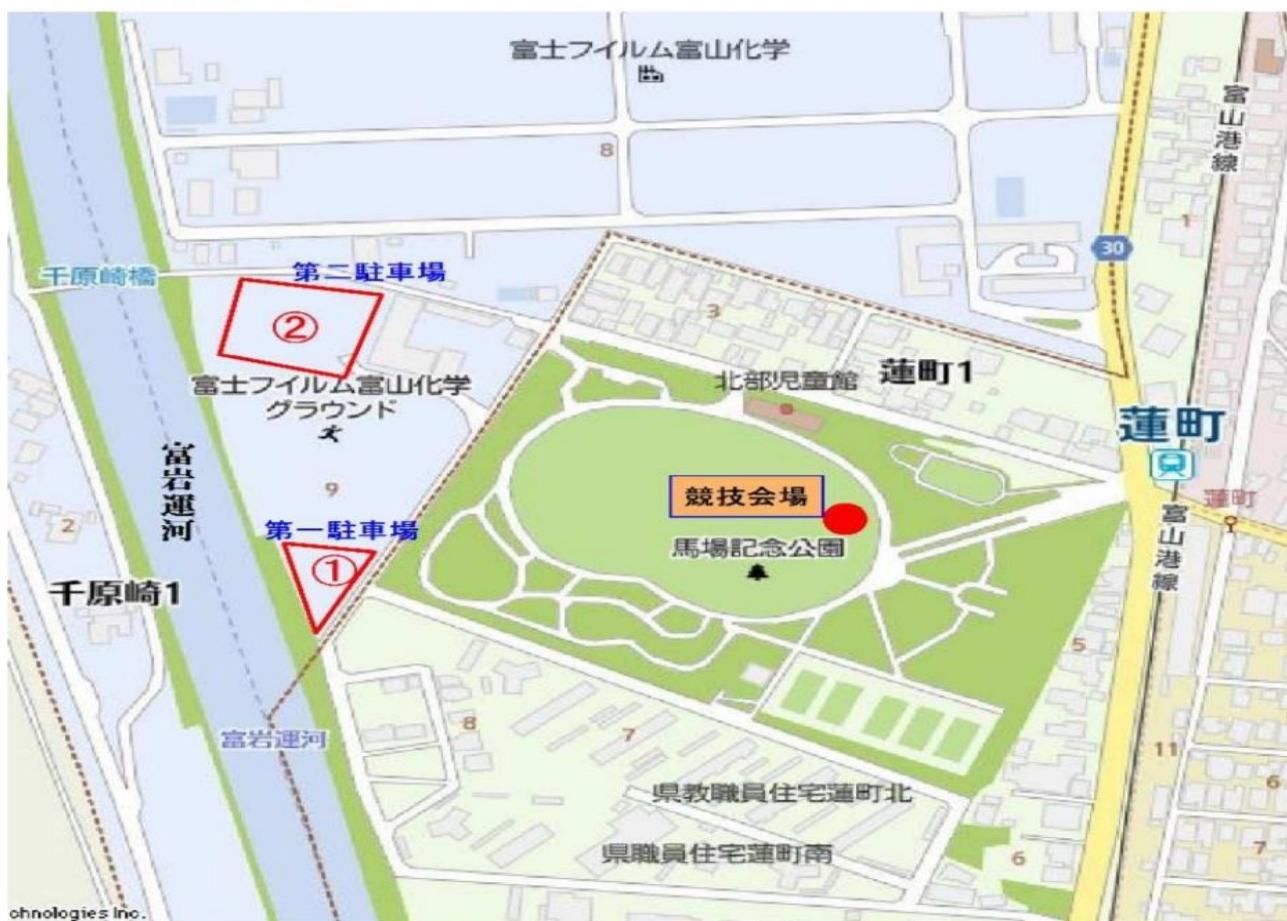 富士フイルム富山化学
富山港線
8
1
30
千原崎橋
第二駐車場
②
3
蓮町1
北部児童館
富士フイルム富山化学
グラウンド
蓮町
富岩運河
9
競技会場
蓮町
2
第一駐車場
①
馬場記念公園
富山港線
千原崎1
5
8
7
富岩運河
11
6
県教職員住宅蓮町北
県職員住宅蓮町南
6
7
chnologies Inc.